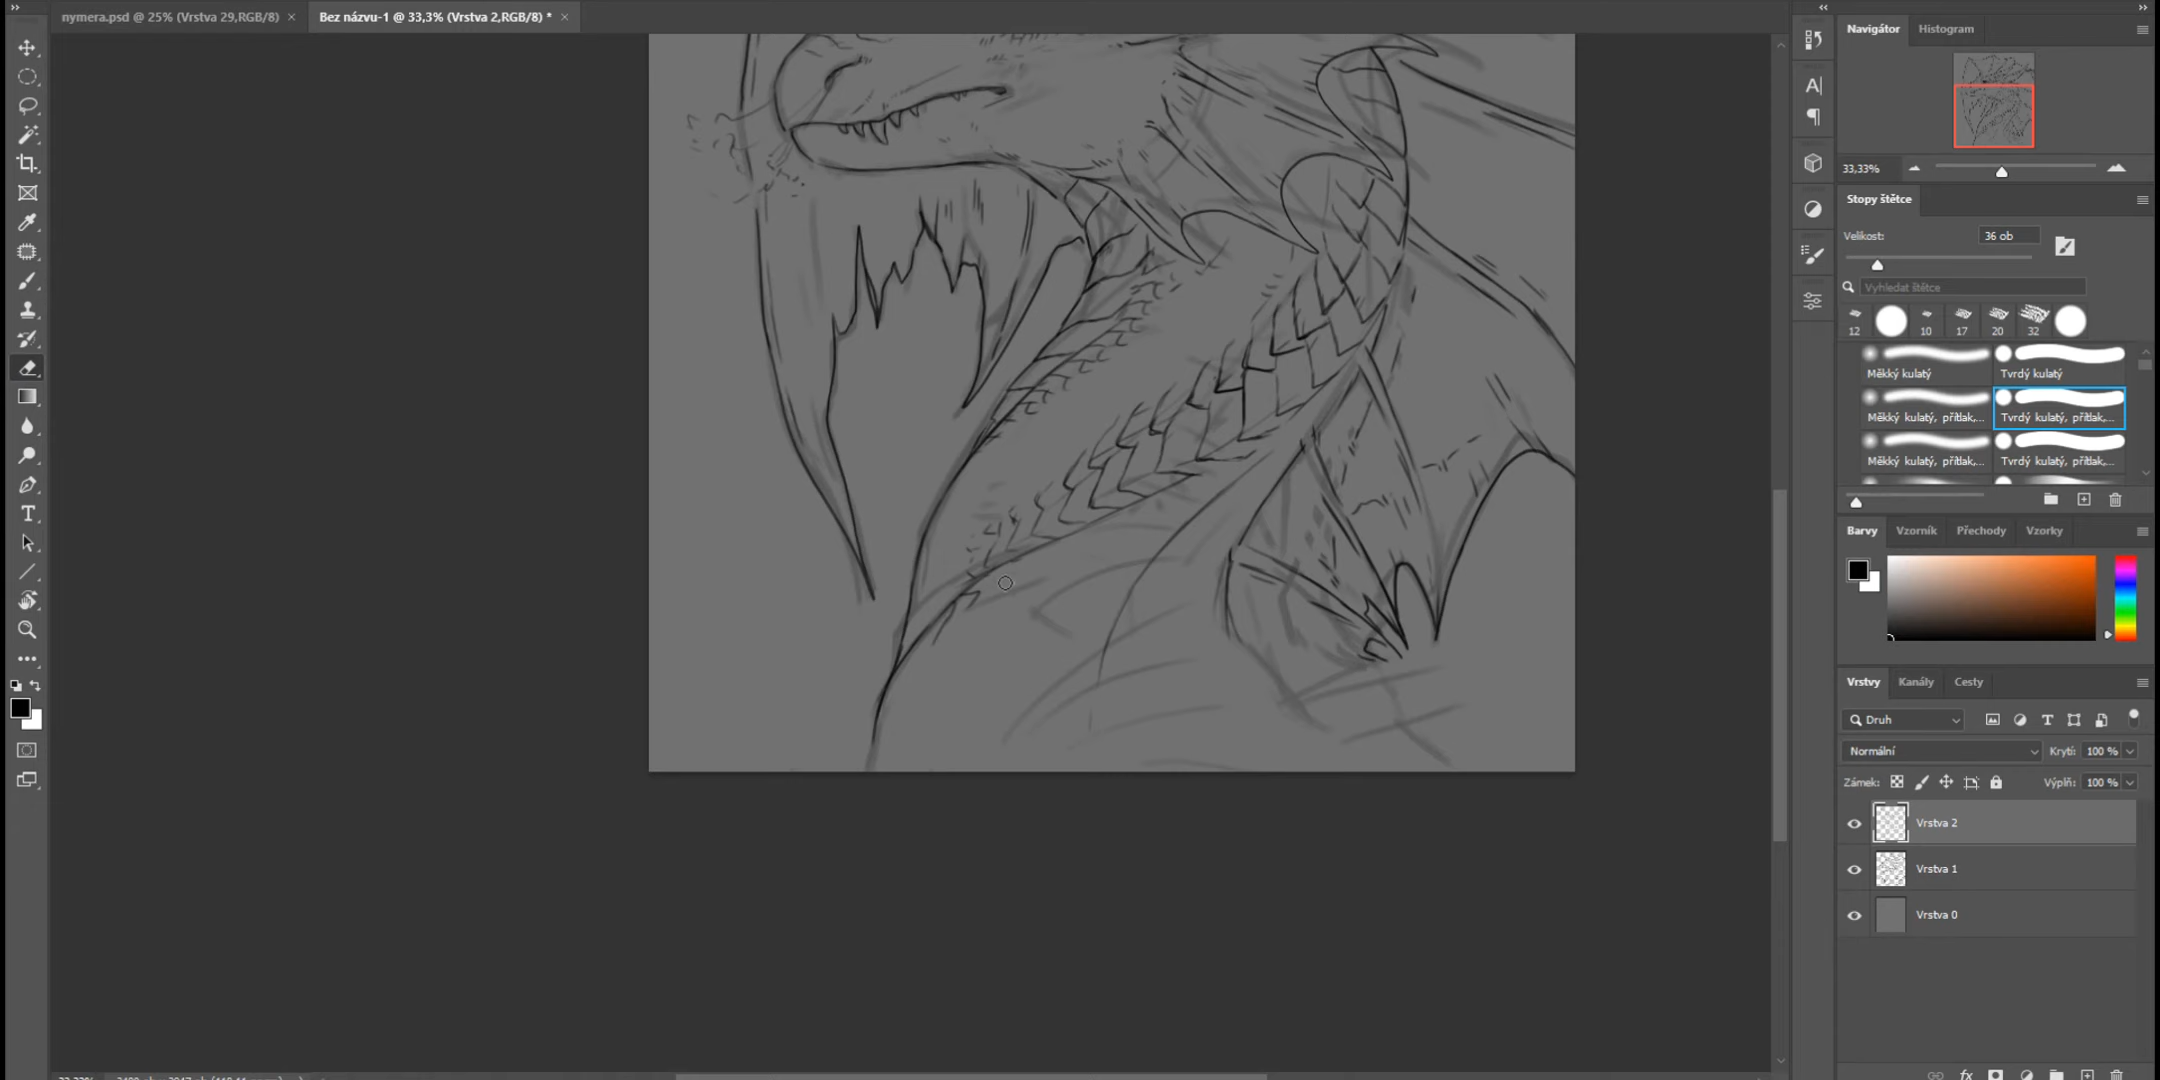 nymera.psd @ 25% (Vrstva 29,RGB/8)
Bez názvu-1 @ 33,3% (Vrstva 2,RGB/8) *
Navigátor
Histogram
33,33%
Stopy štětce
Velikost:
36 ob
Vyhledat štětce
12
10
17
20
32
Měkký kulatý
Tvrdý kulatý
Měkký kulatý, přítlak,...
Tvrdý kulatý, přítlak,...
Měkký kulatý, přítlak,...
Tvrdý kulatý, přítlak,...
Barvy
Vzorník
Přechody
Vzorky
Vrstvy
Kanály
Cesty
Druh
Normální
Krytí:
100 %
Zámek:
Výplň:
100 %
Vrstva 2
Vrstva 1
Vrstva 0